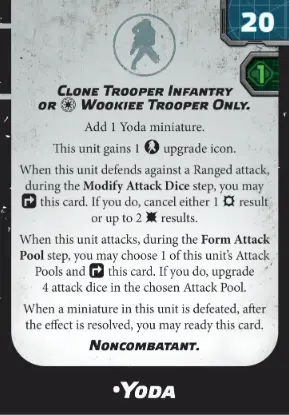 20
1
CLONE TROOPER INFANTRY
OR WOOKIEE TROOPER ONLY.
Add 1 Yoda miniature.
This unit gains 1 upgrade icon.
When this unit defends against a Ranged attack,
during the Modify Attack Dice step, you may
this card. If you do, cancel either 1 result
or up to 2 results.
When this unit attacks, during the Form Attack
Pool step, you may choose 1 of this unit's Attack
Pools and this card. If you do, upgrade
4 attack dice in the chosen Attack Pool.
When a miniature in this unit is defeated, after
the effect is resolved, you may ready this card.
NONCOMBATANT.
•YODA